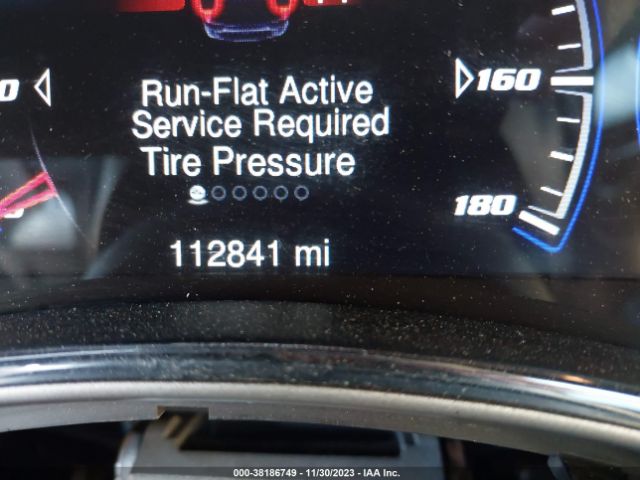 160
Run-Flat Active
Service Required
Tire Pressure
180
112841 mi
000-38186749 - 11/30/2023 - IAA Inc.